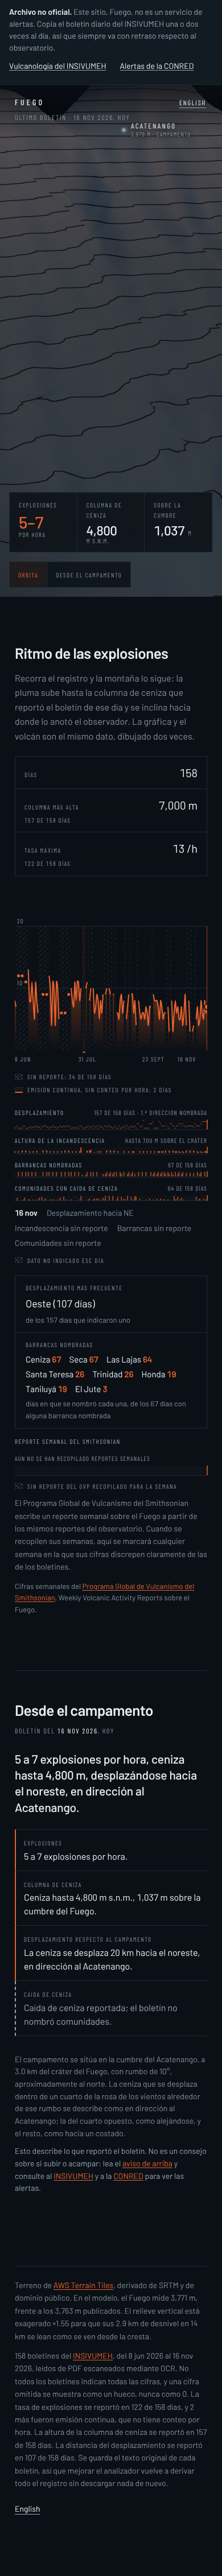 Archivo no oficial. Este sitio, Fuego, no es un servicio de
alertas. Copia el boletín diario del INSIVUMEH una o dos
veces al día, así que siempre va con retraso respecto al
observatorio.
Vulcanología del INSIVUMEH Alertas de la CONRED
FUEGO ENGLISH
ÚLTIMO BOLETÍN · 16 NOV 2026, HOY
ACATENANGO
3,976 M · CAMPAMENTO
EXPLOSIONES
5–7
POR HORA
COLUMNA DE
CENIZA.
4,800
M S.N.M.
SOBRE LA
CUMBRE
1,037 M
ÓRBITA DESDE EL CAMPAMENTO
Ritmo de las explosiones
Recorra el registro y la montaña lo sigue: la
pluma sube hasta la columna de ceniza que
reportó el boletín de ese día y se inclina hacia
donde lo anotó el observador. La gráfica y el
volcán son el mismo dato, dibujado dos veces.
DÍAS 158
COLUMNA MÁS ALTA 7,000 m
157 DE 158 DÍAS
TASA MÁXIMA 13 /h
122 DE 158 DÍAS
20
10
8 JUN 31 JUL 23 SEPT 16 NOV
SIN REPORTE: 34 DE 158 DÍAS
EMISIÓN CONTINUA, SIN CONTEO POR HORA: 2 DÍAS
DESPLAZAMIENTO 157 DE 158 DÍAS · 1.ª DIRECCIÓN NOMBRADA
ALTURA DE LA INCANDESCENCIA HASTA 700 M SOBRE EL CRÁTER
BARRANCAS NOMBRADAS 67 DE 158 DÍAS
COMUNIDADES CON CAÍDA DE CENIZA 64 DE 158 DÍAS
16 nov Desplazamiento hacia NE
Incandescencia sin reporte Barrancas sin reporte
Comunidades sin reporte
DATO NO INDICADO ESE DÍA
DESPLAZAMIENTO MÁS FRECUENTE
Oeste (107 días)
de los 157 días que indicaron uno
BARRANCAS NOMBRADAS
Ceniza 67 Seca 67 Las Lajas 64
Santa Teresa 26 Trinidad 26 Honda 19
Taniluyá 19 El Jute 3
días en que se nombró cada una, de los 67 días con
alguna barranca nombrada
REPORTE SEMANAL DEL SMITHSONIAN
AÚN NO SE HAN RECOPILADO REPORTES SEMANALES
SIN REPORTE DEL GVP RECOPILADO PARA LA SEMANA
El Programa Global de Vulcanismo del Smithsonian
escribe un reporte semanal sobre el Fuego a partir de
los mismos reportes del observatorio. Cuando se
recopilen sus semanas, aquí se marcará cualquier
semana en la que sus cifras discrepen claramente de las
de los boletines.
Cifras semanales del Programa Global de Vulcanismo del
Smithsonian, Weekly Volcanic Activity Reports sobre el
Fuego.
Desde el campamento
BOLETÍN DEL 16 NOV 2026, HOY
5 a 7 explosiones por hora, ceniza
hasta 4,800 m, desplazándose hacia
el noreste, en dirección al
Acatenango.
EXPLOSIONES
5 a 7 explosiones por hora.
COLUMNA DE CENIZA
Ceniza hasta 4,800 m s.n.m., 1,037 m sobre la
cumbre del Fuego.
DESPLAZAMIENTO RESPECTO AL CAMPAMENTO
La ceniza se desplaza 20 km hacia el noreste,
en dirección al Acatenango.
CAÍDA DE CENIZA
Caída de ceniza reportada; el boletín no
nombró comunidades.
El campamento se sitúa en la cumbre del Acatenango, a
3.0 km del cráter del Fuego, con rumbo de 10°,
aproximadamente al norte. La ceniza que se desplaza
dentro de un cuarto de la rosa de los vientos alrededor
de ese rumbo se describe como en dirección al
Acatenango; la del cuarto opuesto, como alejándose, y
el resto, como hacia un costado.
Esto describe lo que reportó el boletín. No es un consejo
sobre si subir o acampar: lea el aviso de arriba y
consulte al INSIVUMEH y a la CONRED para ver las
alertas.
Terreno de AWS Terrain Tiles, derivado de SRTM y de
dominio público. En el modelo, el Fuego mide 3,771 m,
frente a los 3,763 m publicados. El relieve vertical está
exagerado ×1.55 para que sus 2.9 km de desnivel en 14
km se lean como se ven desde la cresta.
158 boletines del INSIVUMEH, del 8 jun 2026 al 16 nov
2026, leídos de PDF escaneados mediante OCR. No
todos los boletines indican todas las cifras, y una cifra
omitida se muestra como un hueco, nunca como 0. La
tasa de explosiones se reportó en 122 de 158 días, y 2
más fueron emisión continua, que no tiene conteo por
hora. La altura de la columna de ceniza se reportó en 157
de 158 días. La distancia del desplazamiento se reportó
en 107 de 158 días. Se guarda el texto original de cada
boletín, así que mejorar el analizador vuelve a derivar
todo el registro sin descargar nada de nuevo.
English